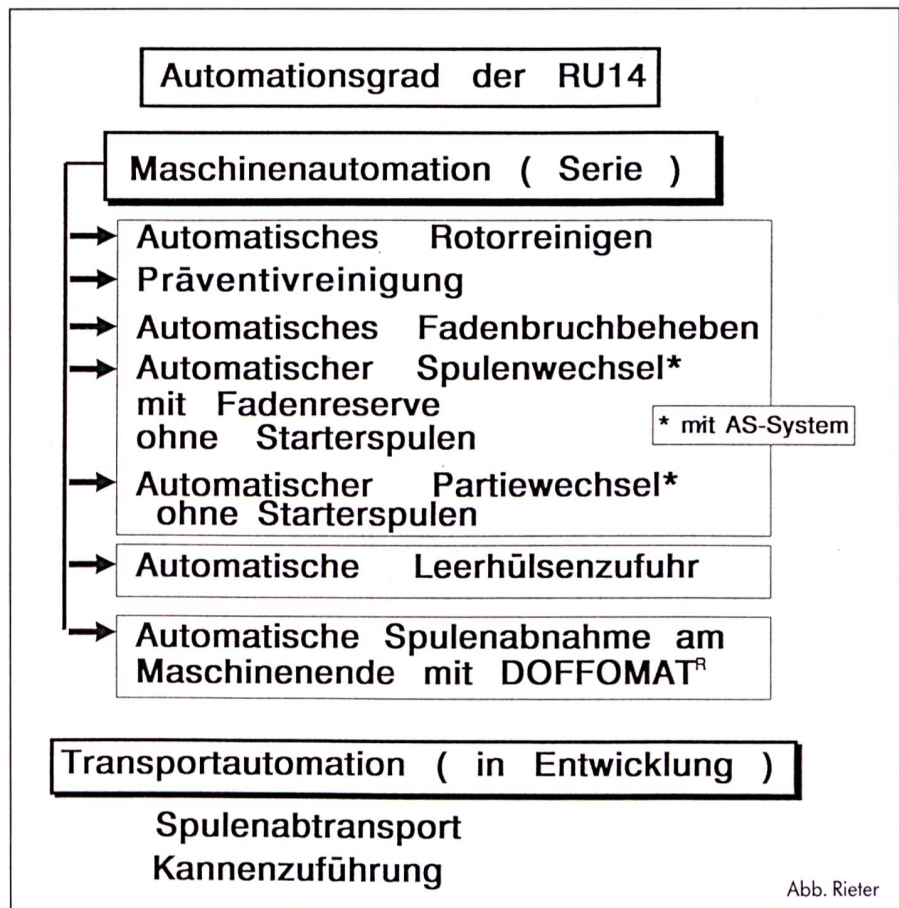 Automationsgrad der RU14
Maschinenautomation ( Serie )
Automatisches Rotorreinigen
Präventivreinigung
Automatisches Fadenbruchbeheben
Automatischer Spulenwechsel*
mit Fadenreserve
ohne Starterspulen
* mit AS-System
Automatischer Partiewechsel*
ohne Starterspulen
Automatische Leerhülsenzufuhr
Automatische Spulenabnahme am
Maschinenende mit DOFFOMATᴿ
Transportautomation ( in Entwicklung )
Spulenabtransport
Kannenzuführung
Abb. Rieter